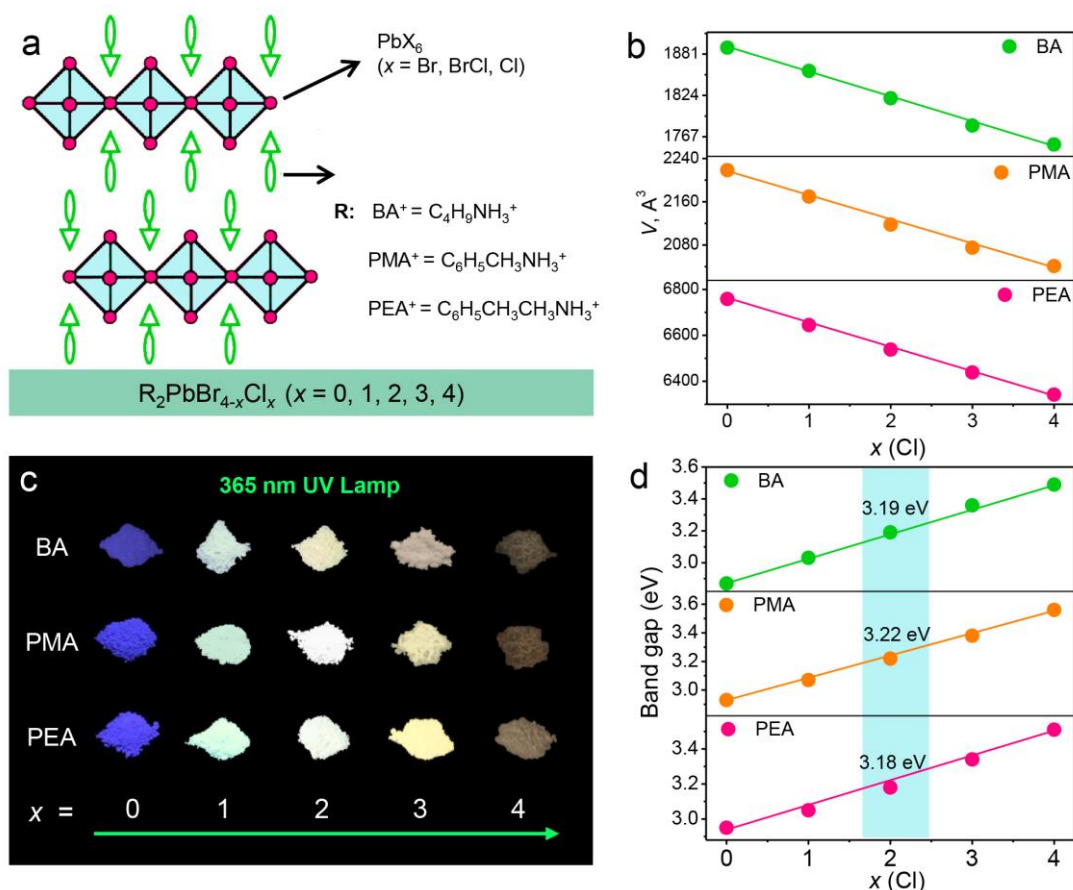 a
PbX₆
(x = Br, BrCl, Cl)
R: BA⁺ = C₄H₉NH₃⁺
PMA⁺ = C₆H₅CH₃NH₃⁺
PEA⁺ = C₆H₅CH₃CH₃NH₃⁺
R₂PbBr₄₋ₓClₓ (x = 0, 1, 2, 3, 4)
b
BA
1881
1824
1767
PMA
2240
2160
2080
PEA
6800
6600
6400
V, A³
0 1 2 3 4
x (Cl)
c
365 nm UV Lamp
BA
PMA
PEA
x = 0 1 2 3 4
d
BA
3.6
3.4
3.2
3.0
3.19 eV
PMA
3.6
3.4
3.2
3.0
3.22 eV
PEA
3.4
3.2
3.0
3.18 eV
Band gap (eV)
0 1 2 3 4
x (Cl)